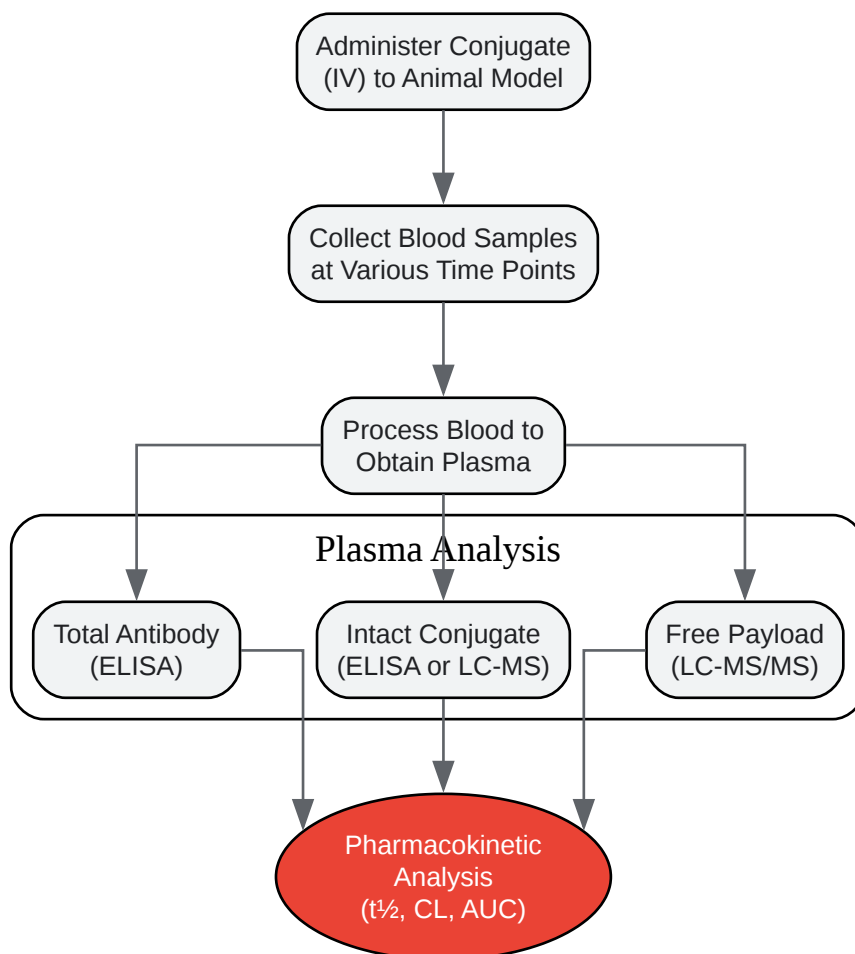 Administer Conjugate
(IV) to Animal Model
Collect Blood Samples
at Various Time Points
Process Blood to
Obtain Plasma
Plasma Analysis
Total Antibody
(ELISA)
Intact Conjugate
(ELISA or LC-MS)
Free Payload
(LC-MS/MS)
Pharmacokinetic
Analysis
(t½, CL, AUC)